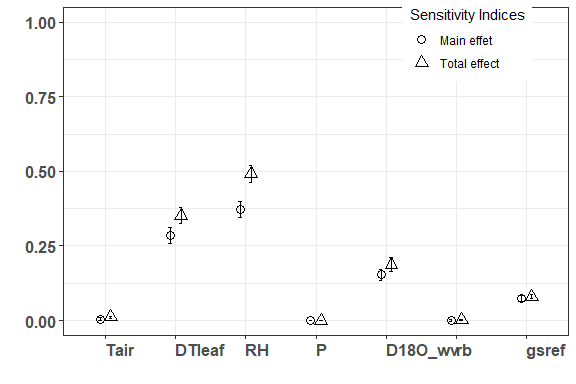 Sensitivity Indices
Main effet
Total effect
1.00
0.75
0.50
0.25
0.00
Tair DTleaf RH P D18O_wvrb gsref